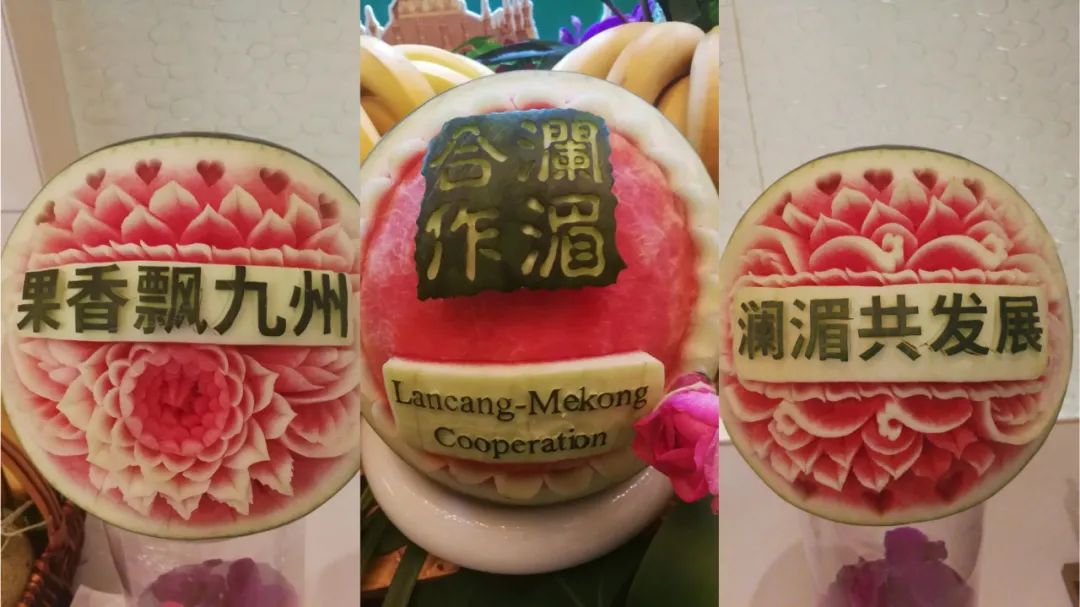 果香飘九州
澜湄
合作
Lancang-Mekong
Cooperation
澜湄共发展